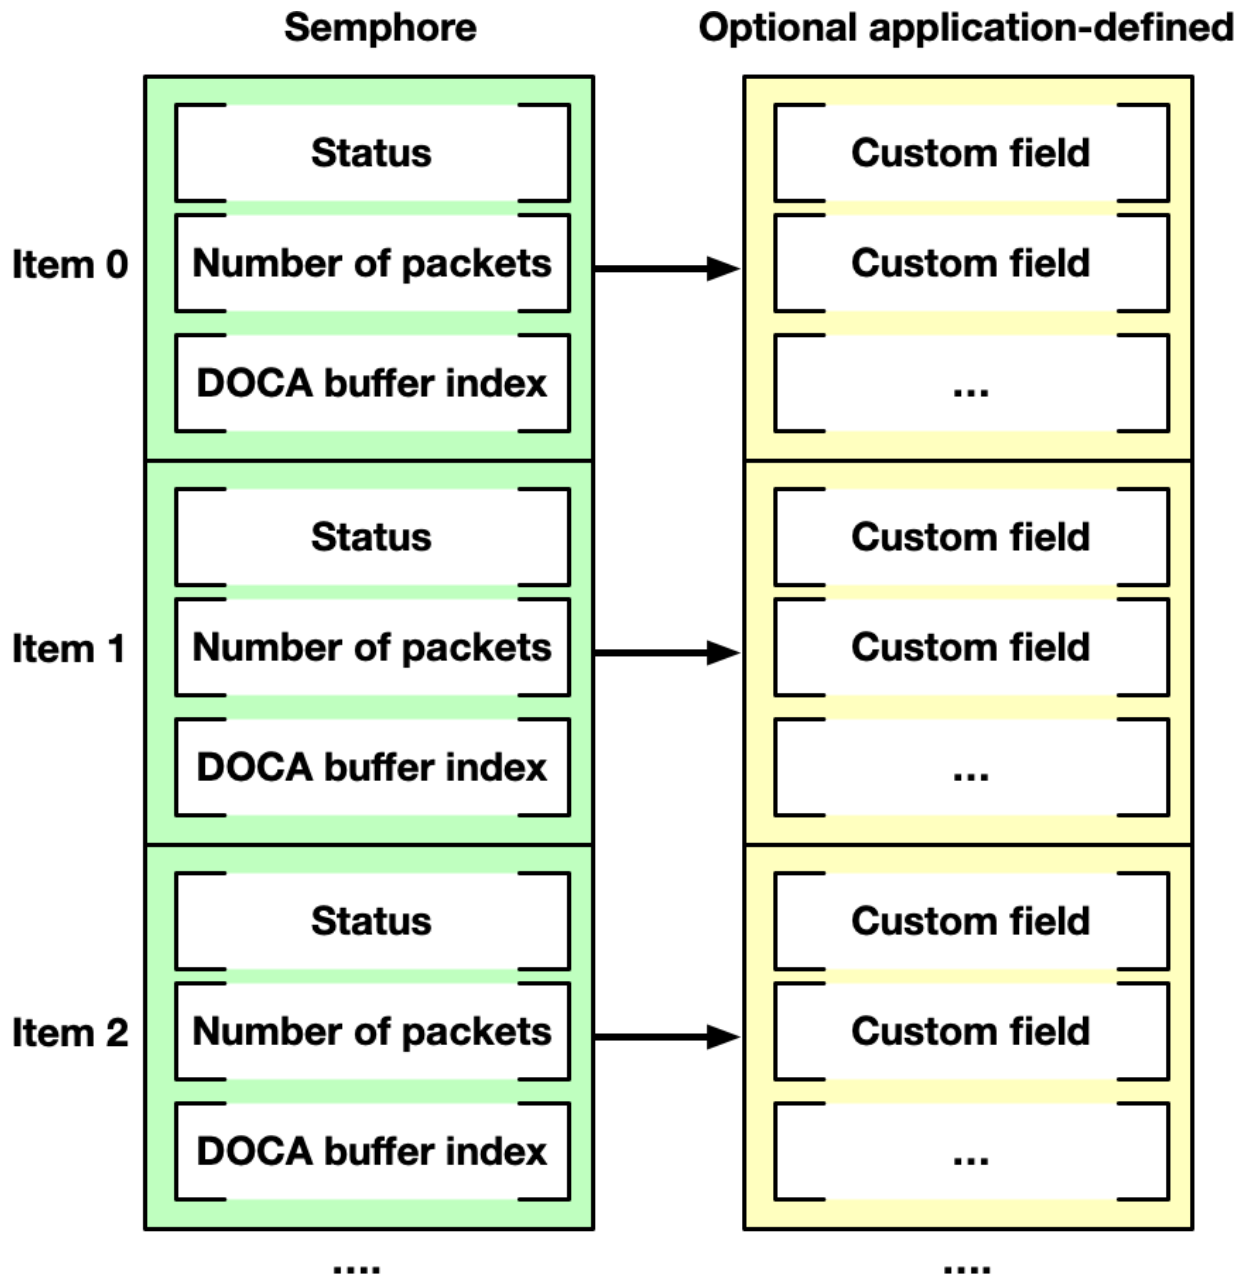 Semphore
Optional application-defined
Item 0
Status
Number of packets
DOCA buffer index
Custom field
Custom field
...
Item 1
Status
Number of packets
DOCA buffer index
Custom field
Custom field
...
Item 2
Status
Number of packets
DOCA buffer index
Custom field
Custom field
...
....
....